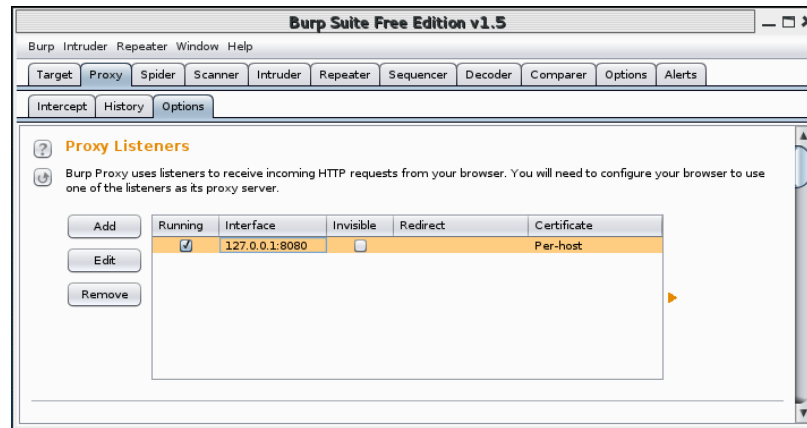 Burp Suite Free Edition v1.5
Burp Intruder Repeater Window Help
Target Proxy Spider Scanner Intruder Repeater Sequencer Decoder Comparer Options Alerts
Intercept History Options
? Proxy Listeners
Burp Proxy uses listeners to receive incoming HTTP requests from your browser. You will need to configure your browser to use
one of the listeners as its proxy server.
Add Running Interface Invisible Redirect Certificate
127.0.0.1:8080 Per-host
Edit
Remove